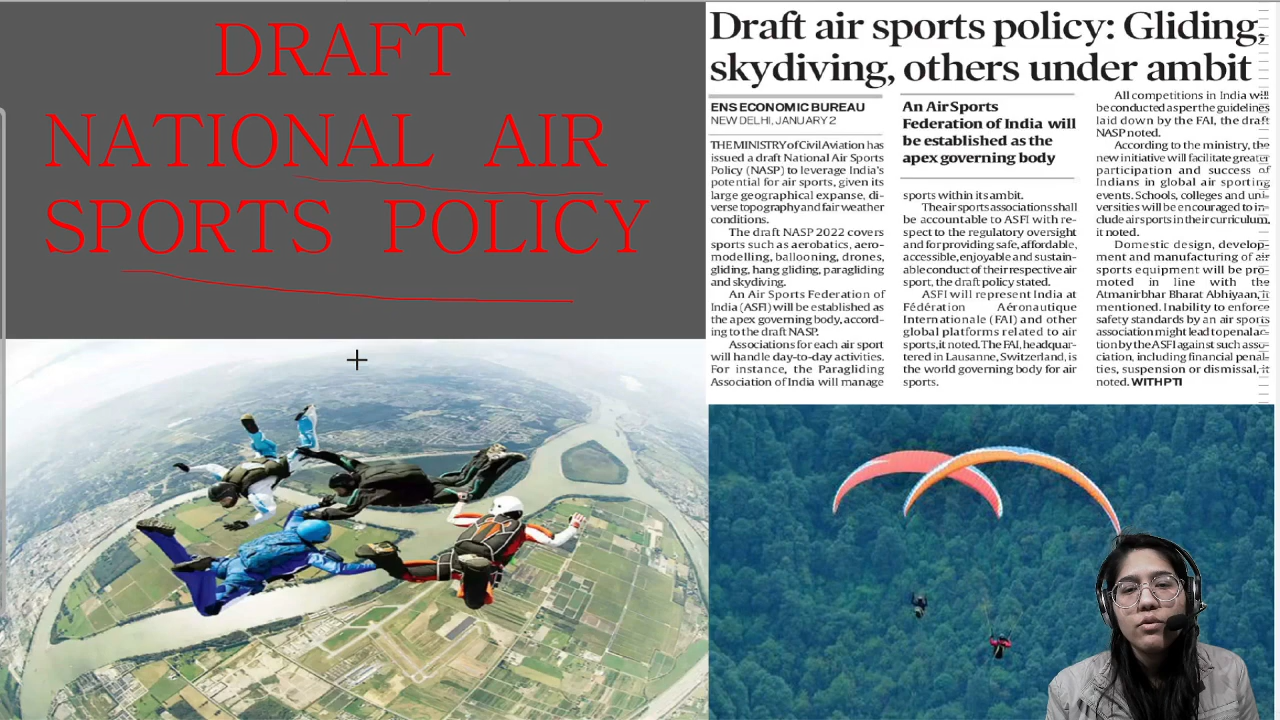 DRAFT
NATIONAL AIR
SPORTS POLICY
Draft air sports policy: Gliding,
skydiving, others under ambit
ENS ECONOMIC BUREAU
NEW DELHI, JANUARY 2
THE MINISTRY of Civil Aviation has
issued a draft National Air Sports
Policy (NASP) to leverage India's
potential for air sports, given its
large geographical expanse, di-
verse topography and fair weather
conditions.
The draft NASP 2022 covers
sports such as aerobatics, aero-
modelling, ballooning, drones,
gliding, hang gliding, paragliding
and skydiving.
An Air Sports Federation of
India (ASFI) will be established as
the apex governing body, accord-
ing to the draft NASP.
Associations for each air sport
will handle day-to-day activities.
For instance, the Paragliding
Association of India will manage
An Air Sports
Federation of India will
be established as the
apex governing body
sports within its ambit.
The air sports associations shall
be accountable to ASFI with re-
spect to the regulatory oversight
and for providing safe, affordable,
accessible, enjoyable and sustain-
able conduct of their respective air
sport, the draft policy stated.
ASFI will represent India at
Fédération Aéronautique
Internationale (FAI) and other
global platforms related to air
sports, it noted. The FAI, headquar-
tered in Lausanne, Switzerland, is
the world governing body for air
sports.
All competitions in India will
be conducted as per the guidelines
laid down by the FAI, the draft
NASP noted.
According to the ministry, the
new initiative will facilitate greater
participation and success of
Indians in global air sporting
events. Schools, colleges and uni-
versities will be encouraged to in-
clude air sports in their curriculum,
it noted.
Domestic design, develop-
ment and manufacturing of air
sports equipment will be pro-
moted in line with the
Atmanirbhar Bharat Abhiyaan, it
mentioned. Inability to enforce
safety standards by an air sports
association might lead to penal ac-
tion by the ASFI against such asso-
ciation, including financial penal-
ties, suspension or dismissal, it
noted. WITH PTI